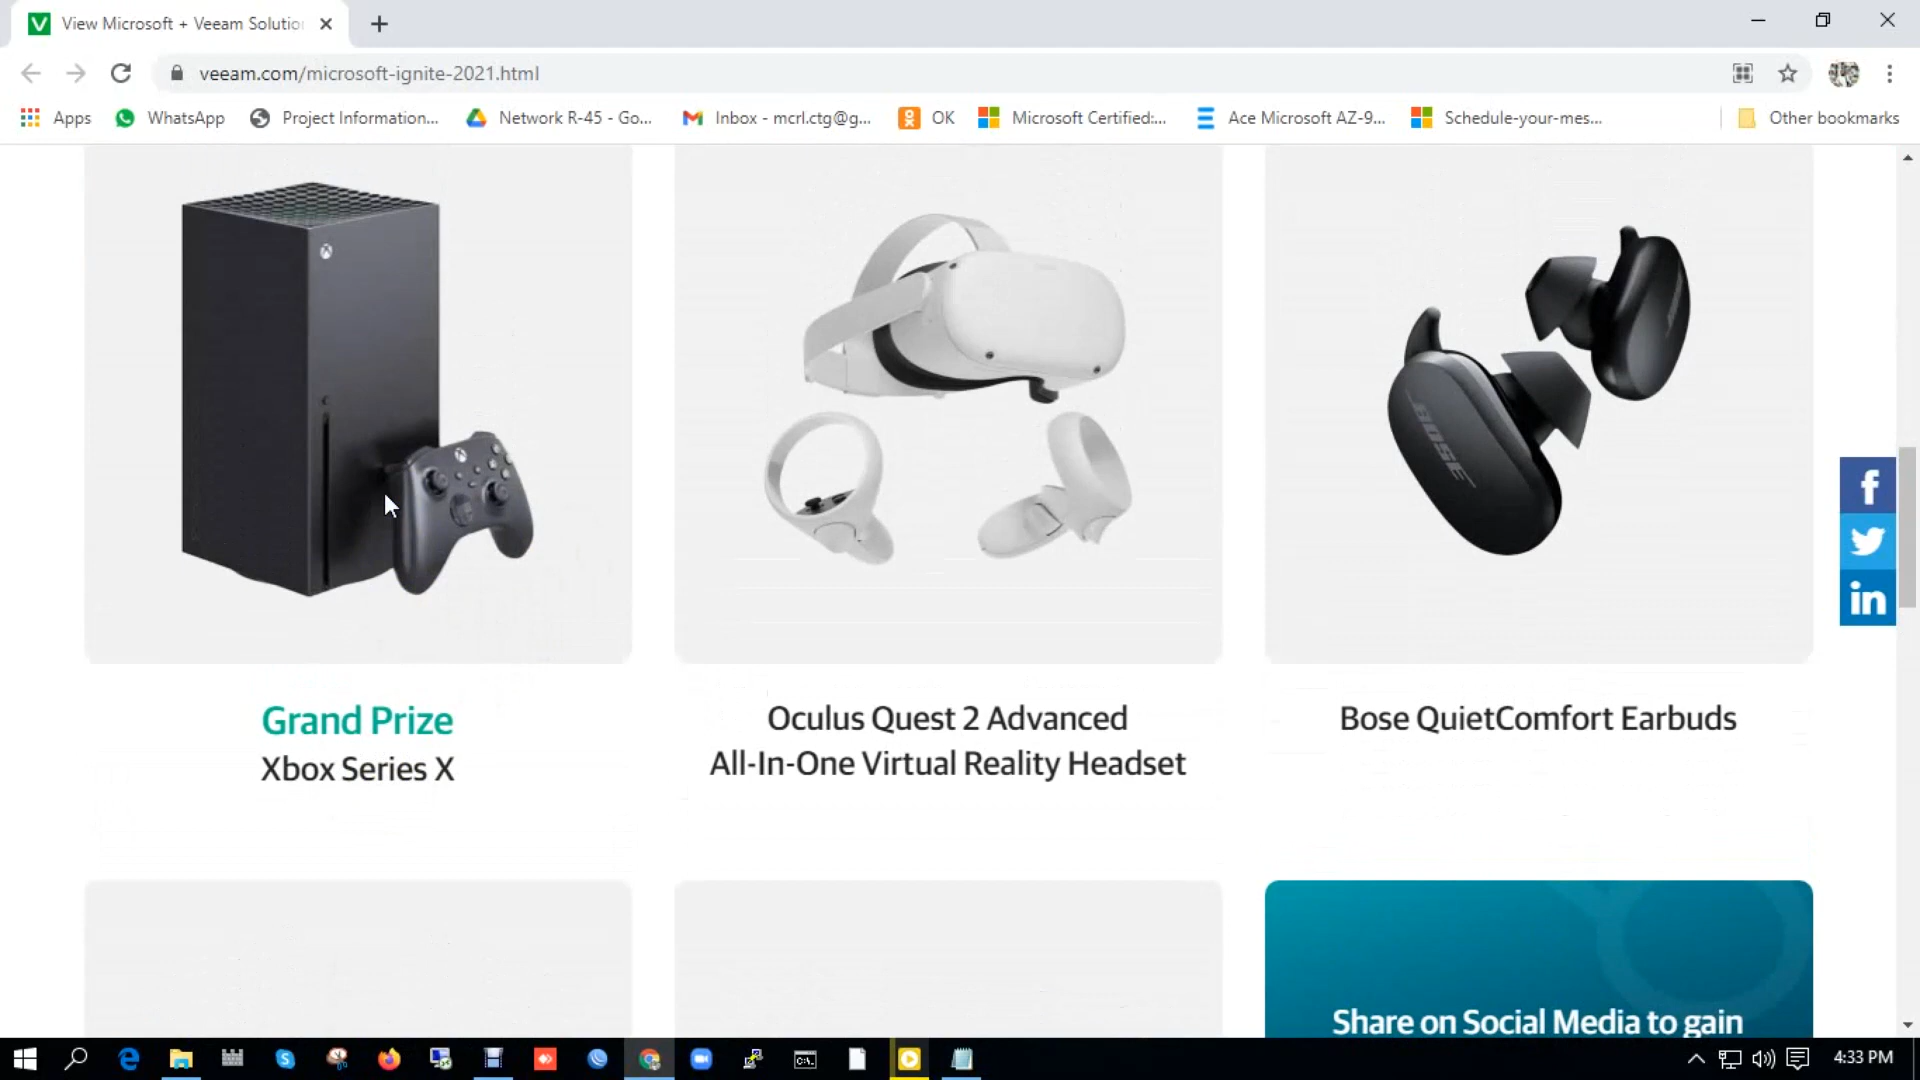 View Microsoft + Veeam Solution
veeam.com/microsoft-ignite-2021.html
Apps
WhatsApp
Project Information...
Network R-45 - Go...
Inbox - mcrl.ctg@g...
OK
Microsoft Certified:...
Ace Microsoft AZ-9...
Schedule-your-mes...
Other bookmarks
BOSE
Grand Prize
Xbox Series X
Oculus Quest 2 Advanced
All-In-One Virtual Reality Headset
Bose QuietComfort Earbuds
Share on Social Media to gain
4:33 PM